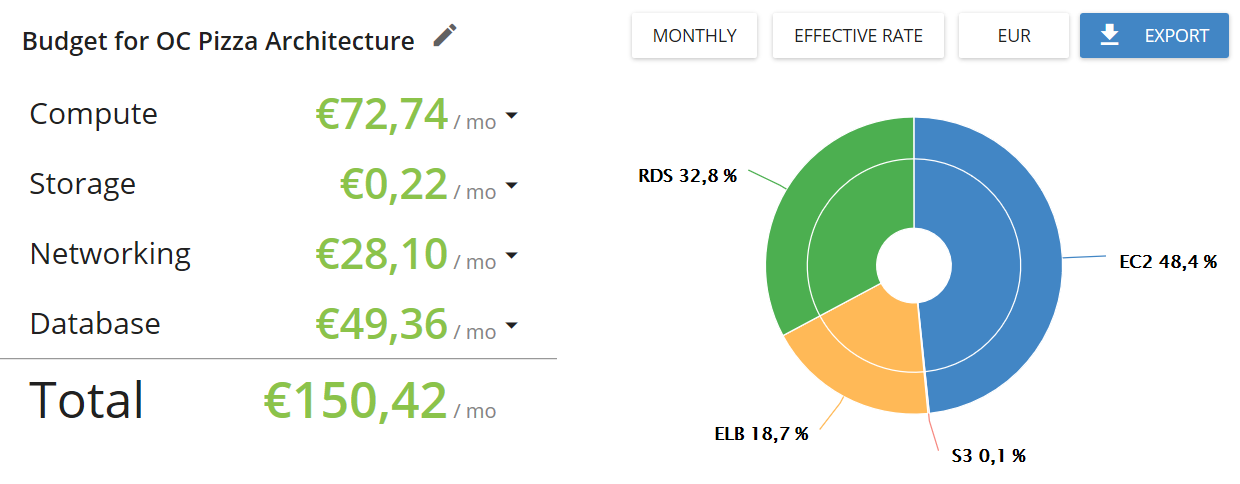 Budget for OC Pizza Architecture
MONTHLY
EFFECTIVE RATE
EUR
EXPORT
Compute €72,74 / mo
Storage €0,22 / mo
Networking €28,10 / mo
Database €49,36 / mo
Total €150,42 / mo
RDS 32,8 %
EC2 48,4 %
ELB 18,7 %
S3 0,1 %